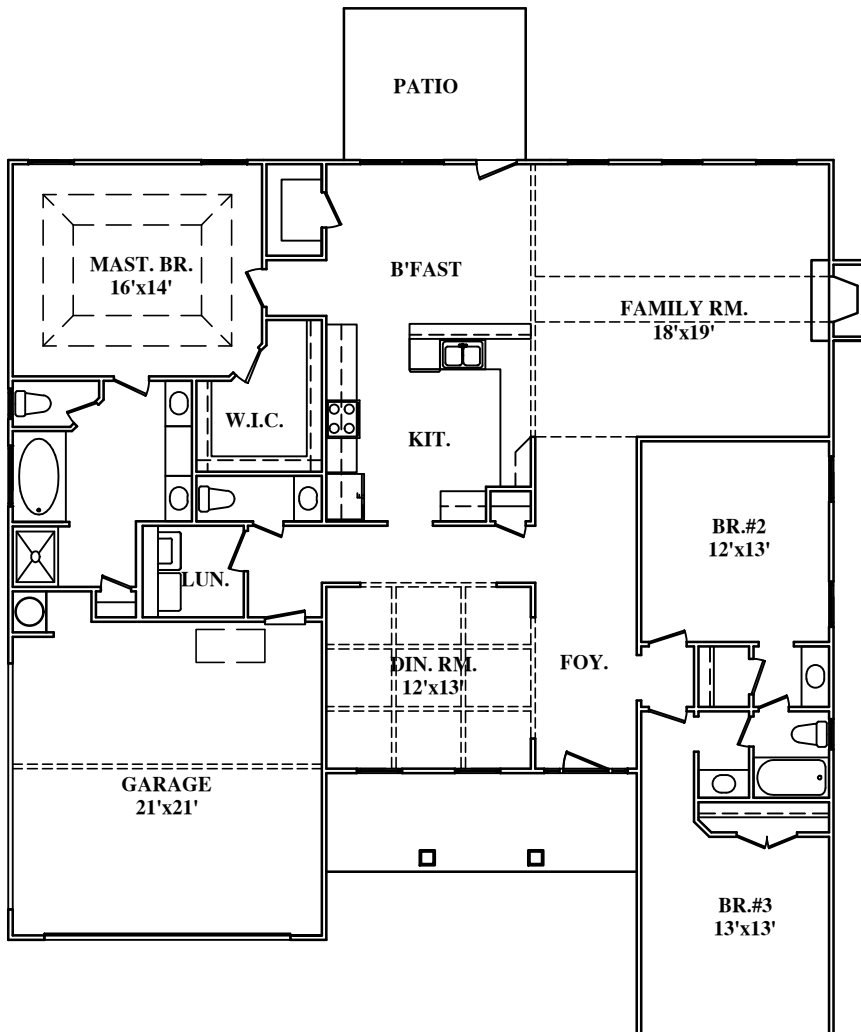 PATIO
MAST. BR.
16'x14'
B'FAST
FAMILY RM.
18'x19'
W.I.C.
KIT.
BR.#2
12'x13'
LUN.
DIN. RM.
12'x13'
FOY.
GARAGE
21'x21'
BR.#3
13'x13'